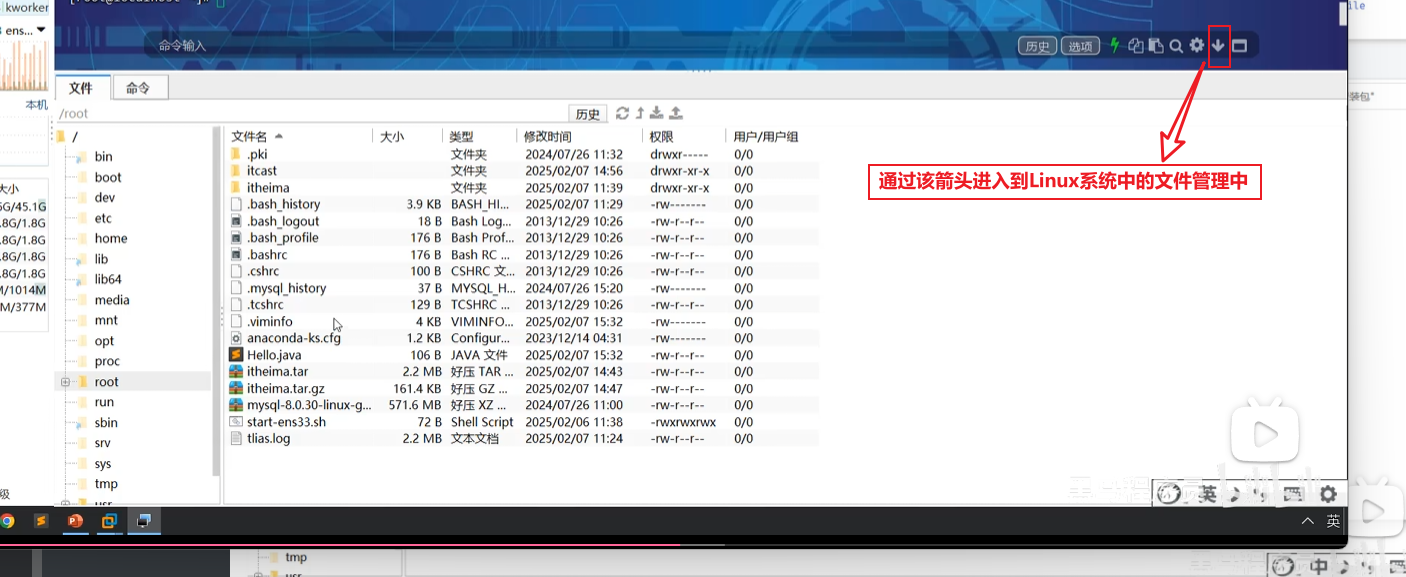 kworker
ens...
命令输入
历史 选项
文件 命令
本机
/root
历史
装包*
/
bin
boot
dev
etc
home
lib
lib64
media
mnt
opt
proc
root
run
sbin
srv
sys
tmp
usr
大小
G/45.1G
.8G/1.8G
.8G/1.8G
.8G/1.8G
.8G/1.8G
M/1014M
M/377M
级
文件名 大小 类型 修改时间 权限 用户/用户组
.pki 文件夹 2024/07/26 11:32 drwxr----- 0/0
itcast 文件夹 2025/02/07 14:56 drwxr-xr-x 0/0
itheima 文件夹 2025/02/07 11:39 drwxr-xr-x 0/0
.bash_history 3.9 KB BASH_HI... 2025/02/07 11:29 -rw------- 0/0
.bash_logout 18 B Bash Log... 2013/12/29 10:26 -rw-r--r-- 0/0
.bash_profile 176 B Bash Prof... 2013/12/29 10:26 -rw-r--r-- 0/0
.bashrc 176 B Bash RC ... 2013/12/29 10:26 -rw-r--r-- 0/0
.cshrc 100 B CSHRC 文... 2013/12/29 10:26 -rw-r--r-- 0/0
.mysql_history 37 B MYSQL_H... 2024/07/26 15:20 -rw------- 0/0
.tcshrc 129 B TCSHRC ... 2013/12/29 10:26 -rw-r--r-- 0/0
.viminfo 4 KB VIMINFO... 2025/02/07 15:32 -rw------- 0/0
anaconda-ks.cfg 1.2 KB Configur... 2023/12/14 04:31 -rw------- 0/0
Hello.java 106 B JAVA 文件 2025/02/07 15:32 -rw-r--r-- 0/0
itheima.tar 2.2 MB 好压 TAR ... 2025/02/07 14:43 -rw-r--r-- 0/0
itheima.tar.gz 161.4 KB 好压 GZ ... 2025/02/07 14:47 -rw-r--r-- 0/0
mysql-8.0.30-linux-g... 571.6 MB 好压 XZ ... 2024/07/26 11:00 -rw-r--r-- 0/0
start-ens33.sh 72 B Shell Script 2025/02/06 11:38 -rwxrwxrwx 0/0
tlias.log 2.2 MB 文本文档 2025/02/07 11:24 -rw-r--r-- 0/0
通过该箭头进入到Linux系统中的文件管理中
英
英
tmp
usr
中